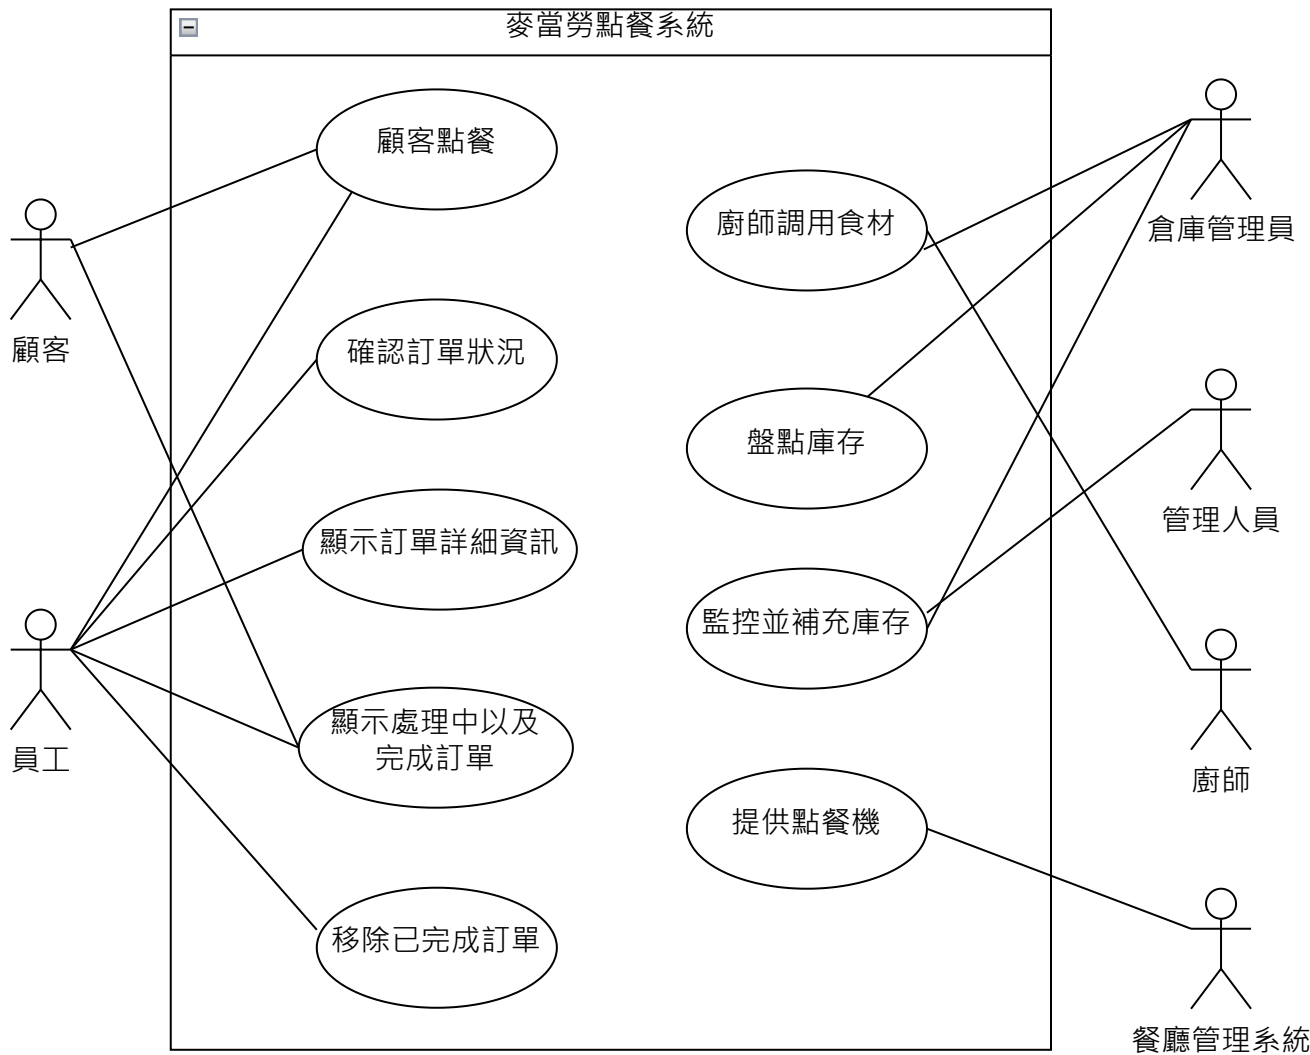 麥當勞點餐系統
顧客點餐
廚師調用食材
倉庫管理員
顧客
確認訂單狀況
盤點庫存
管理人員
顯示訂單詳細資訊
監控並補充庫存
員工
顯示處理中以及
完成訂單
廚師
提供點餐機
移除已完成訂單
餐廳管理系統